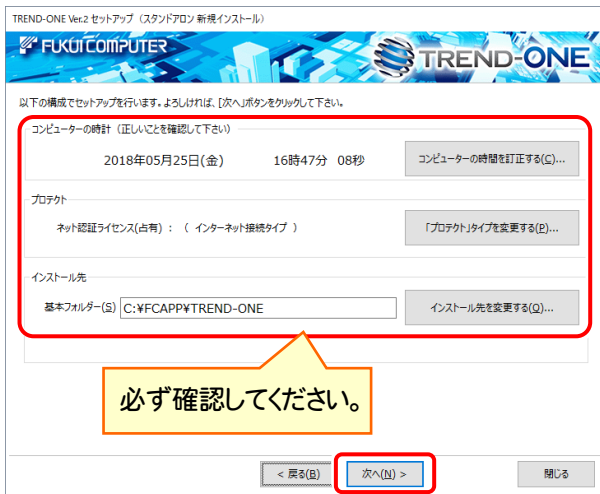 TREND-ONE Ver.2 セットアップ（スタンドアロン 新規インストール）
FUKUI COMPUTER
TREND-ONE
以下の構成でセットアップを行います。よろしければ、[次へ]ボタンをクリックして下さい。
コンピューターの時計（正しいことを確認して下さい）
2018年05月25日(金) 16時47分 08秒 コンピューターの時間を訂正する(C)...
プロテクト
ネット認証ライセンス(占有) : （ インターネット接続タイプ ） 「プロテクト」タイプを変更する(P)...
インストール先
基本フォルダー(S) C:¥FCAPP¥TREND-ONE インストール先を変更する(O)...
必ず確認してください。
< 戻る(B) 次へ(N) > 閉じる